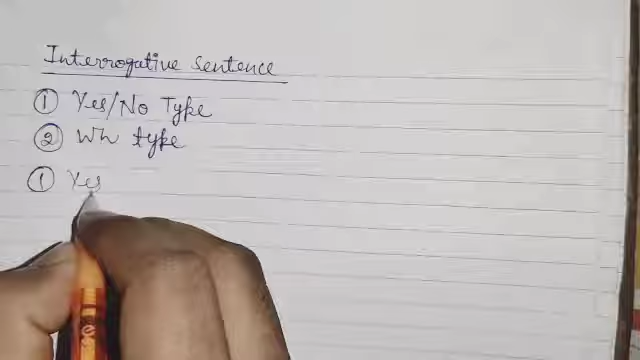 Interrogative sentence
① Yes/No Type
② Wh type
① Yes